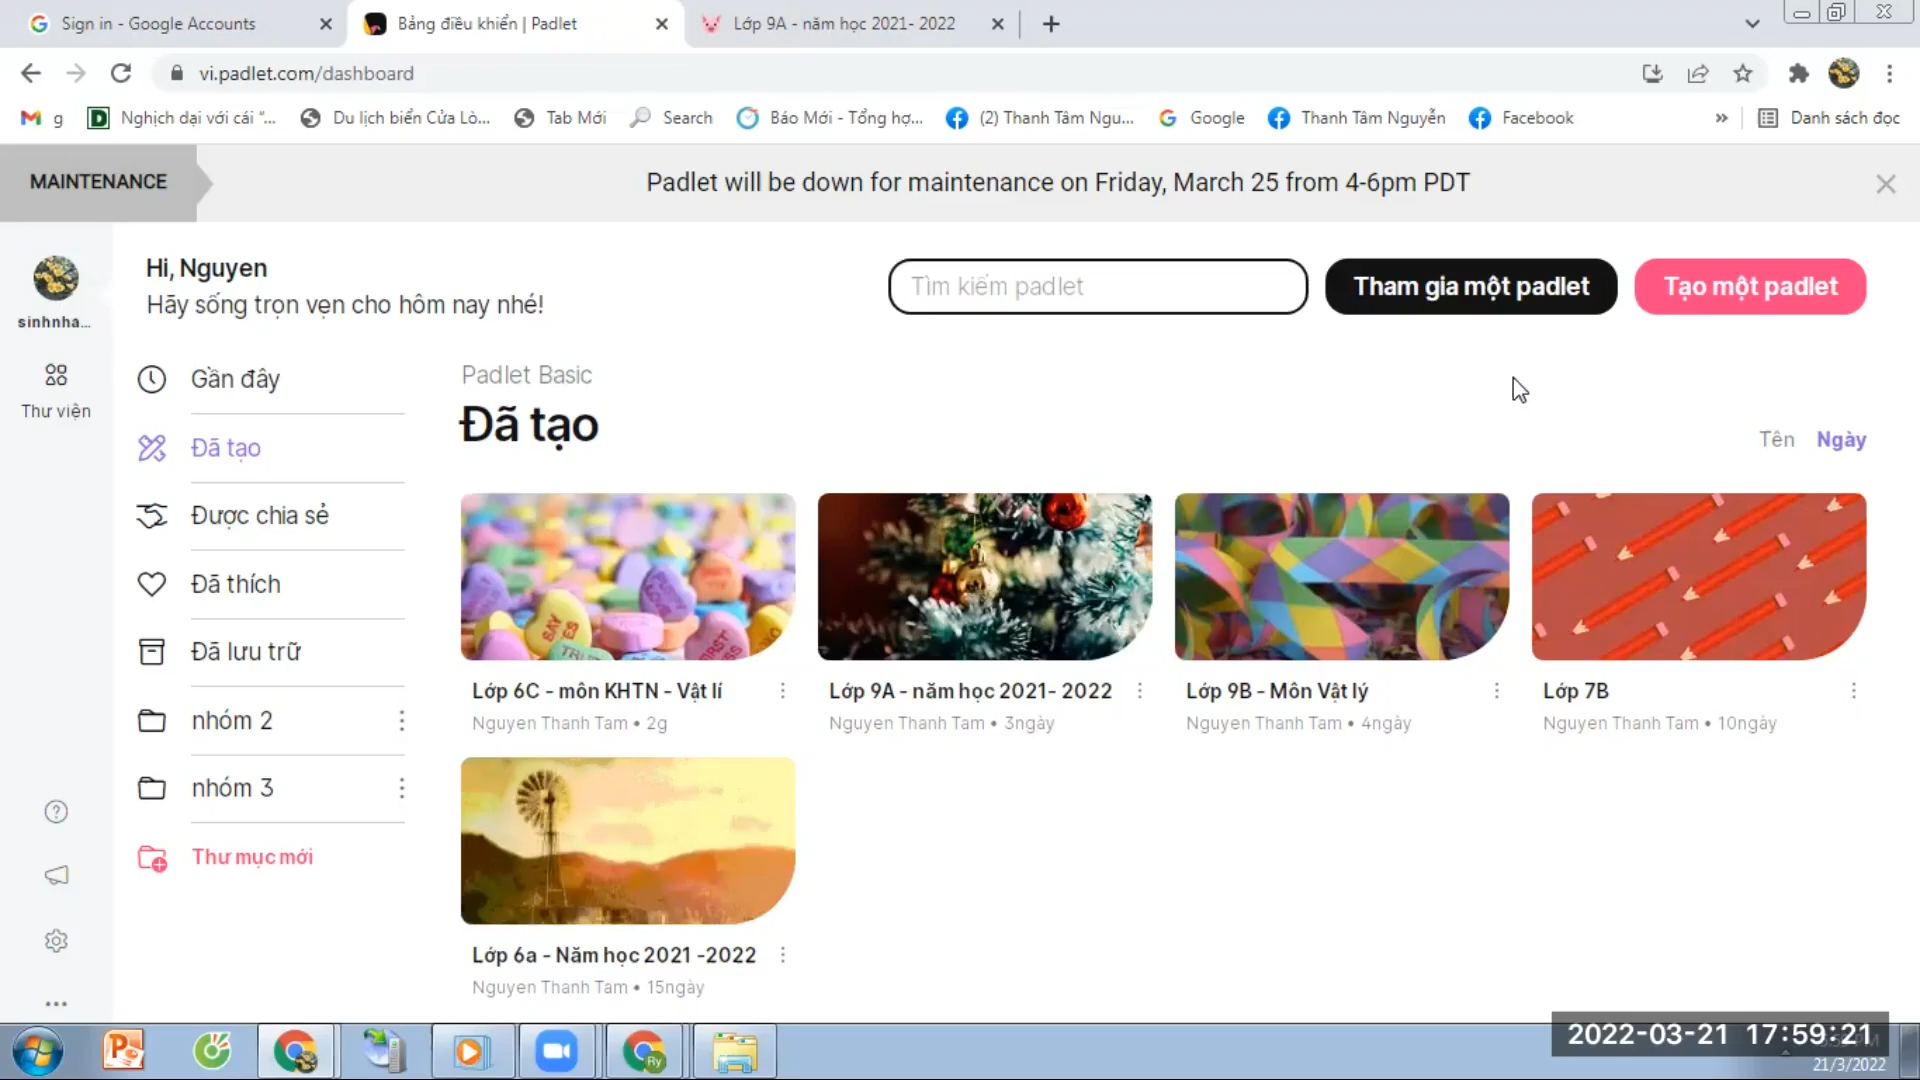 Sign in - Google Accounts
Bảng điều khiển | Padlet
Lớp 9A - năm học 2021- 2022
vi.padlet.com/dashboard
g
Nghịch dại với cái "...
Du lịch biển Cửa Lò...
Tab Mới
Search
Báo Mới - Tổng hợ...
(2) Thanh Tâm Ngu...
Google
Thanh Tâm Nguyễn
Facebook
»
Danh sách đọc
MAINTENANCE
Padlet will be down for maintenance on Friday, March 25 from 4-6pm PDT
sinhnha...
Thư viện
Hi, Nguyen
Hãy sống trọn vẹn cho hôm nay nhé!
Tìm kiếm padlet
Tham gia một padlet
Tạo một padlet
Gần đây
Đã tạo
Được chia sẻ
Đã thích
Đã lưu trữ
nhóm 2
nhóm 3
Thư mục mới
Padlet Basic
Đã tạo
Tên
Ngày
SAY
TRU
Lớp 6C - môn KHTN - Vật lí
Nguyen Thanh Tam • 2g
Lớp 9A - năm học 2021- 2022
Nguyen Thanh Tam • 3ngày
Lớp 9B - Môn Vật lý
Nguyen Thanh Tam • 4ngày
Lớp 7B
Nguyen Thanh Tam • 10ngày
Lớp 6a - Năm học 2021 -2022
Nguyen Thanh Tam • 15ngày
Ry
2022-03-21 17:59:21
21/3/2022